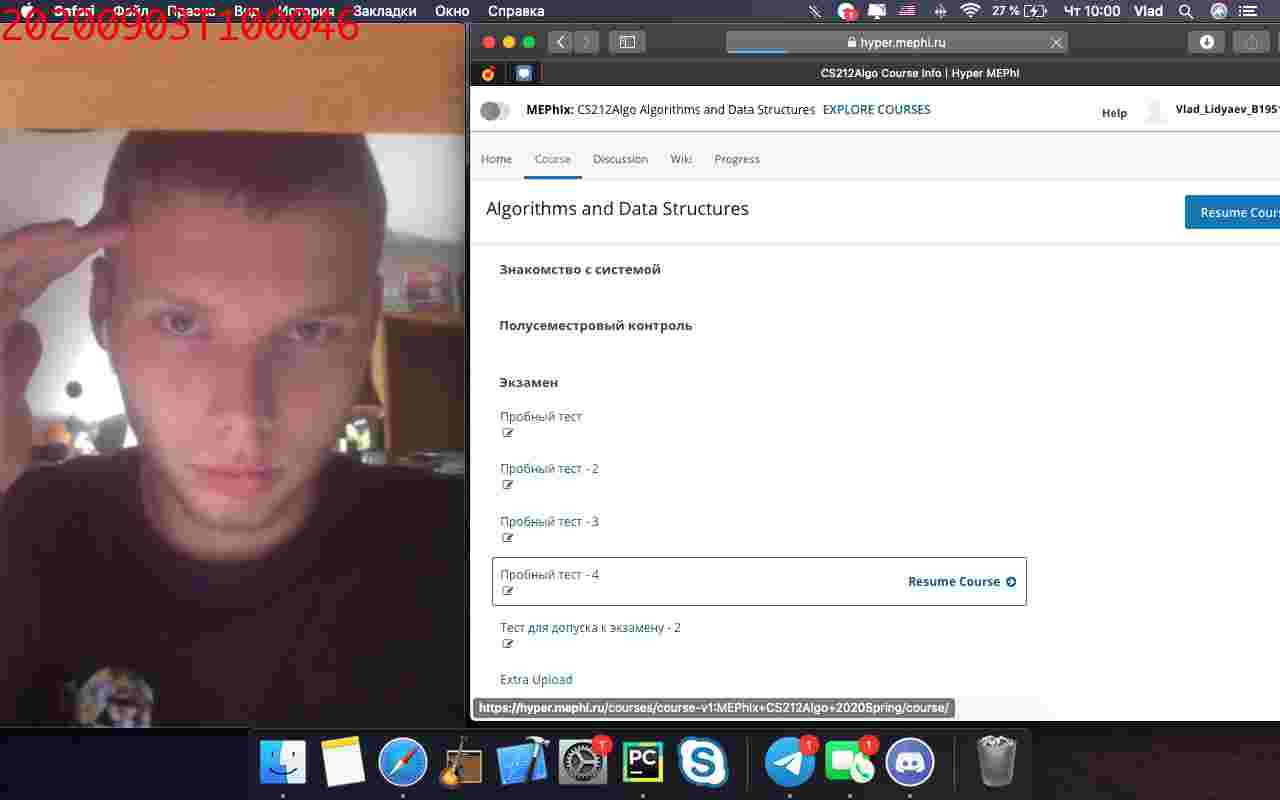 20200903T100046
Safari Файл Правка Вид История Закладки Окно Справка
27 % Чт 10:00 Vlad
hyper.mephi.ru
CS212Algo Course Info | Hyper MEPhI
MEPhIx: CS212Algo Algorithms and Data Structures EXPLORE COURSES
Help
Vlad_Lidyaev_B195
Home Course Discussion Wiki Progress
Algorithms and Data Structures
Resume Cour
Знакомство с системой
Полусеместровый контроль
Экзамен
Пробный тест
Пробный тест - 2
Пробный тест - 3
Пробный тест - 4
Resume Course
Тест для допуска к экзамену - 2
Extra Upload
https://hyper.mephi.ru/courses/course-v1:MEPhIx+CS212Algo+2020Spring/course/
1
PC
1
1